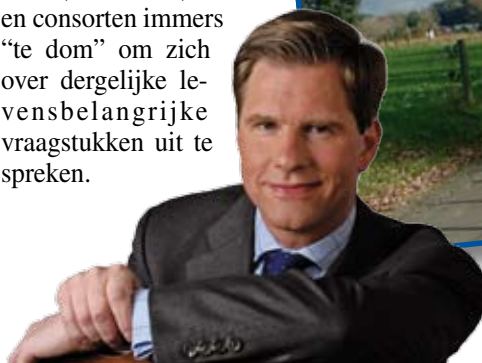 en consorten immers
“te dom” om zich
over dergelijke le-
vensbelangrijke
vraagstukken uit te
spreken.